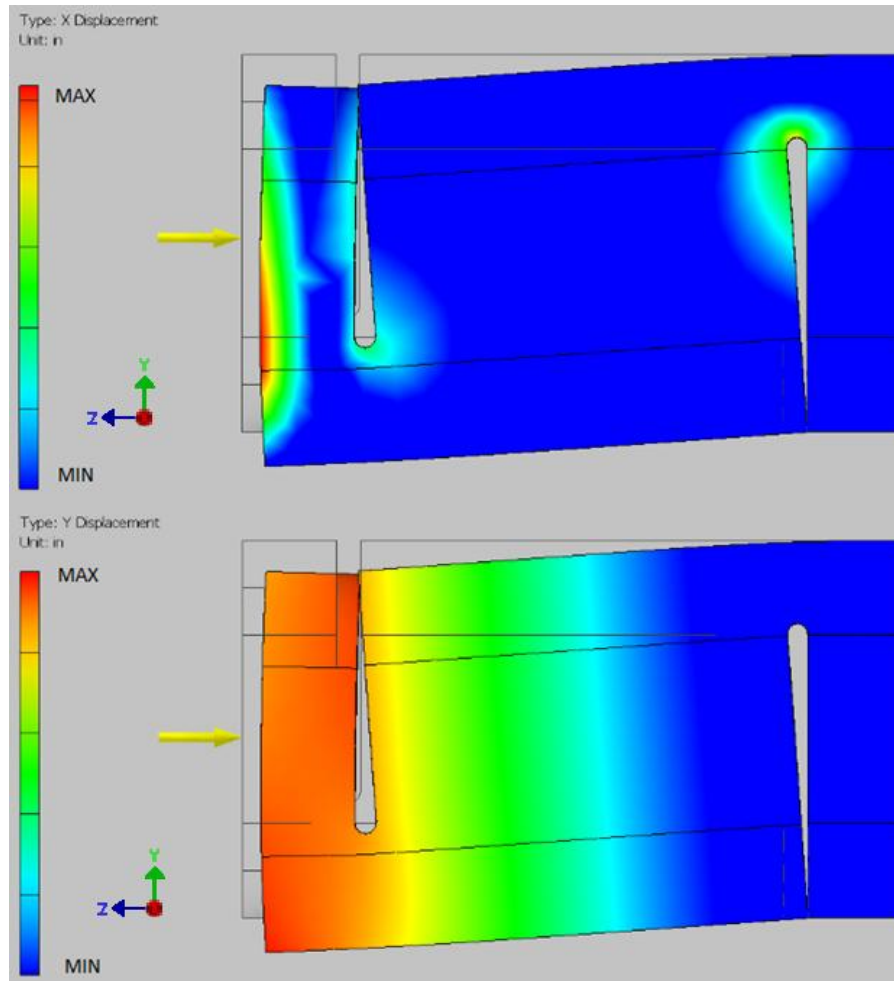 Type: X Displacement
Unit: in
MAX
Y
Z
MIN
Type: Y Displacement
Unit: in
MAX
Y
Z
MIN